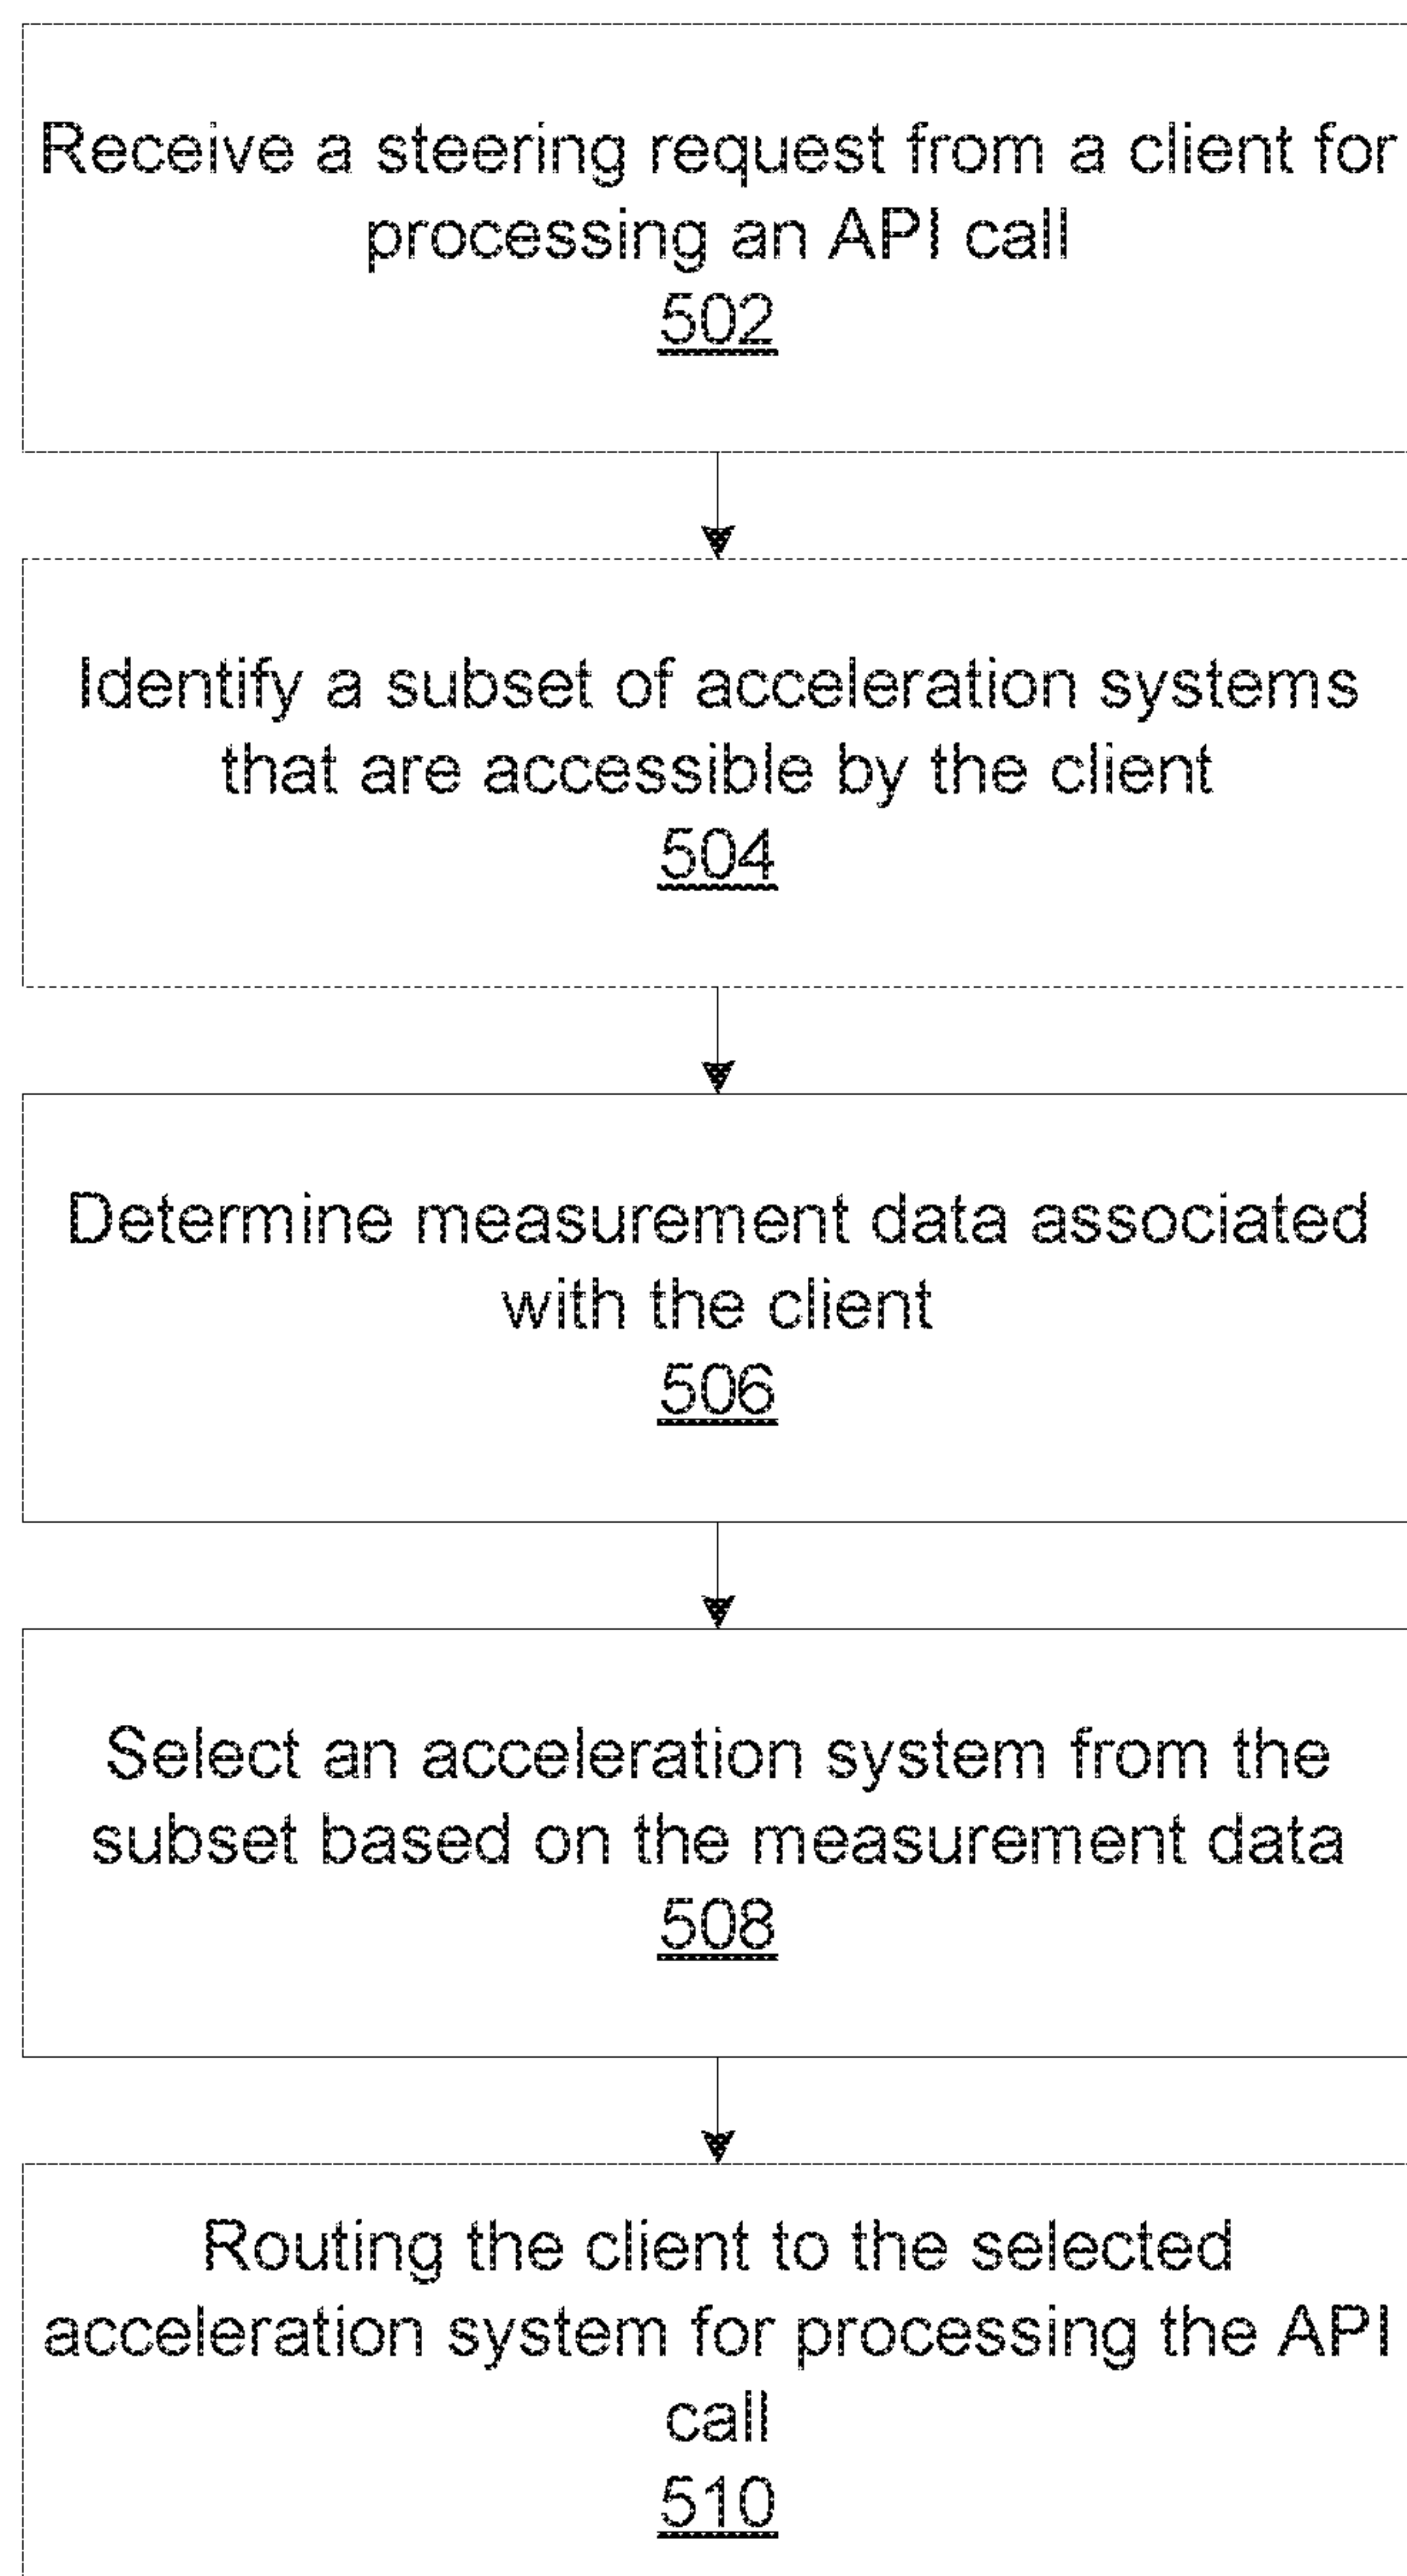 Receive a steering request from a client for
processing an API call
502
Identify a subset of acceleration systems
that are accessible by the client
504
Determine measurement data associated
with the client
506
Select an acceleration system from the
subset based on the measurement data
508
Routing the client to the selected
acceleration system for processing the API
call
510